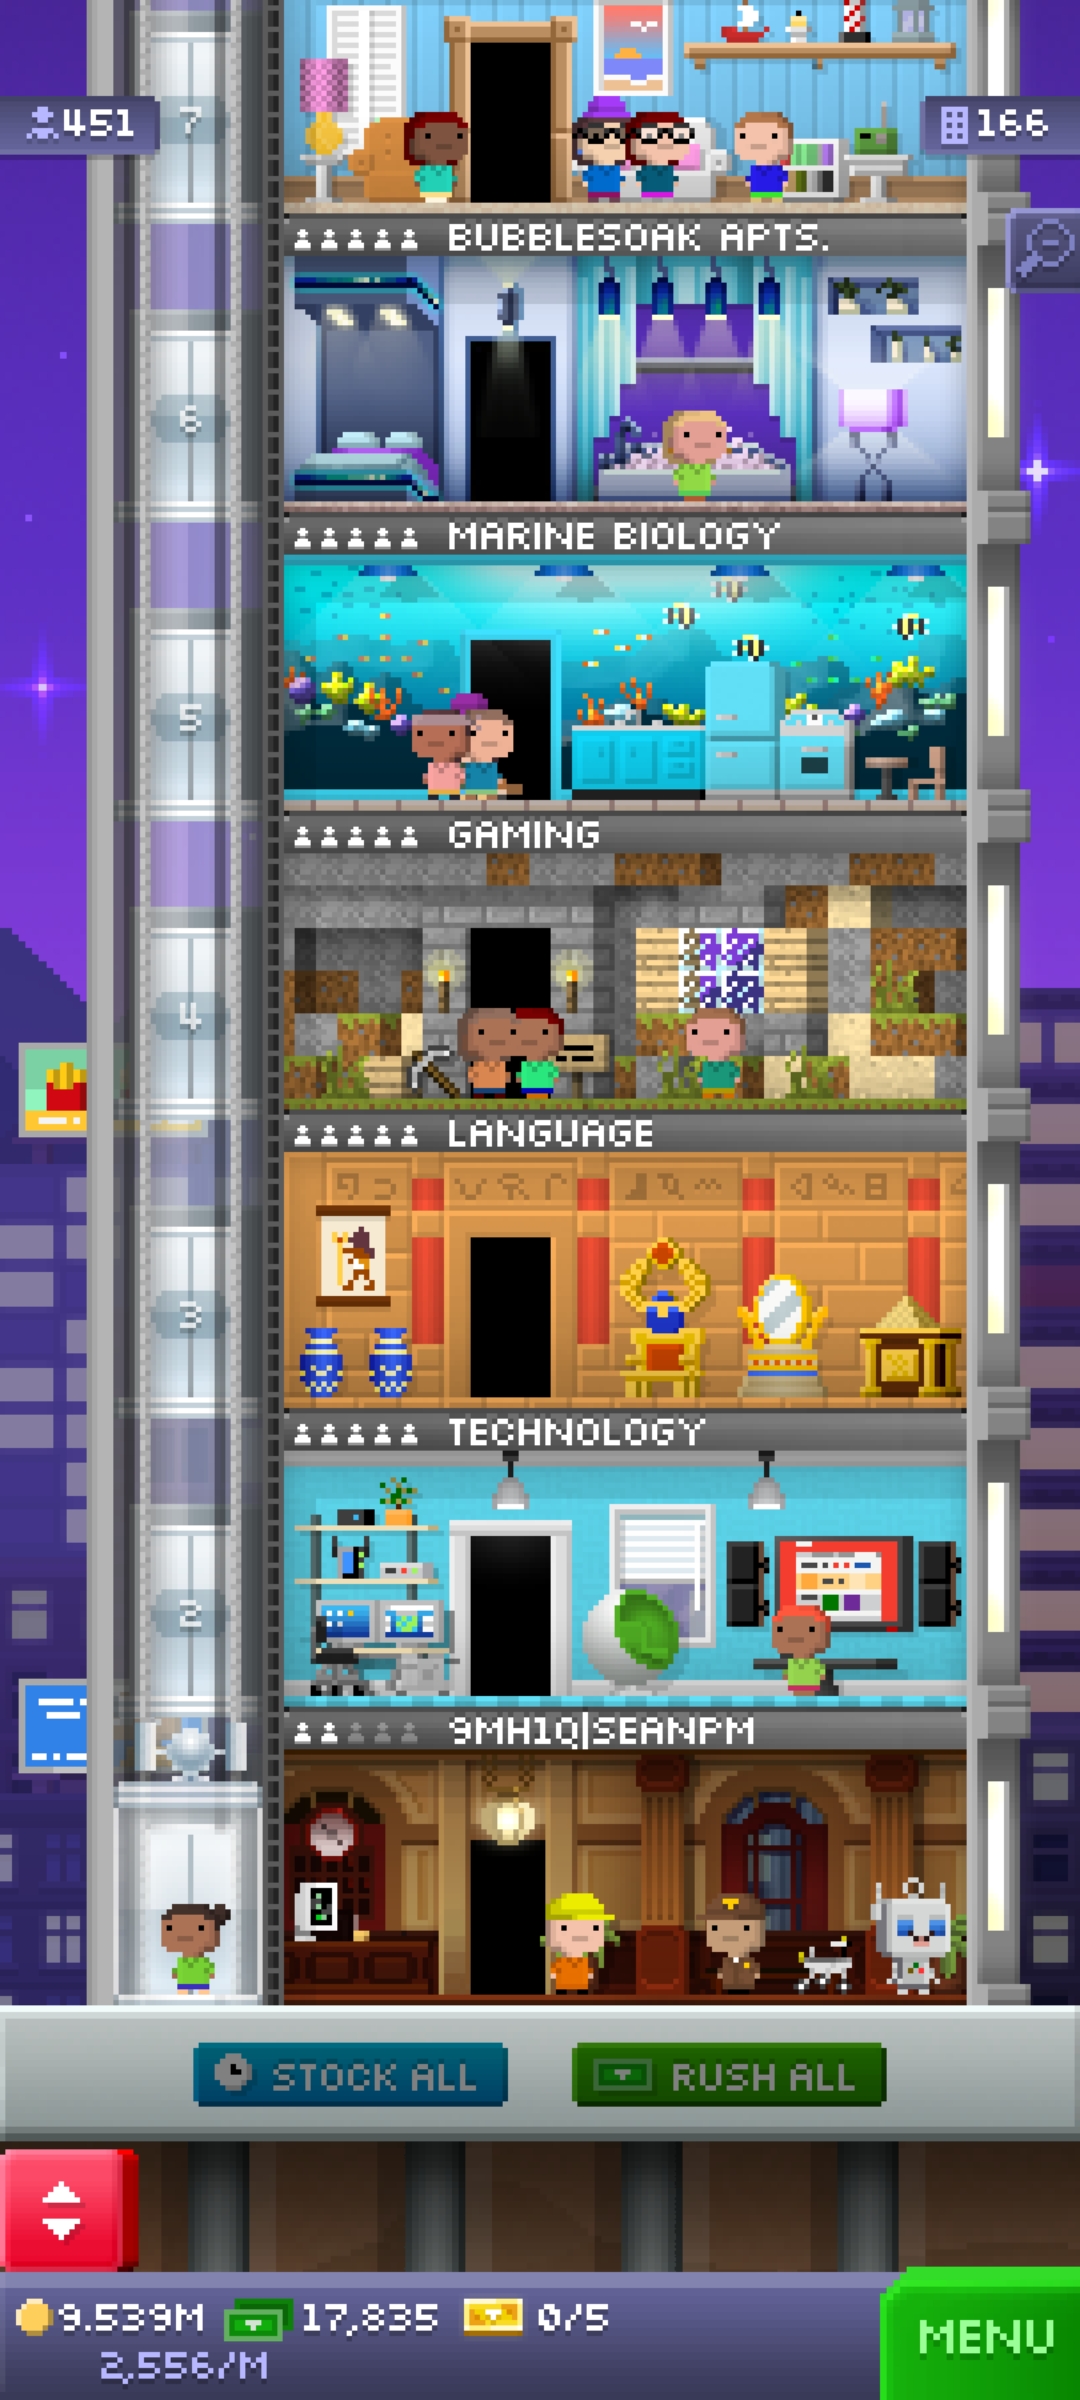 451
166
7
BUBBLESOAK APTS.
6
MARINE BIOLOGY
5
GAMING
4
LANGUAGE
3
TECHNOLOGY
2
9MH1Q|SEANPM
STOCK ALL
RUSH ALL
9.539M
17,835
0/5
2,556/M
MENU